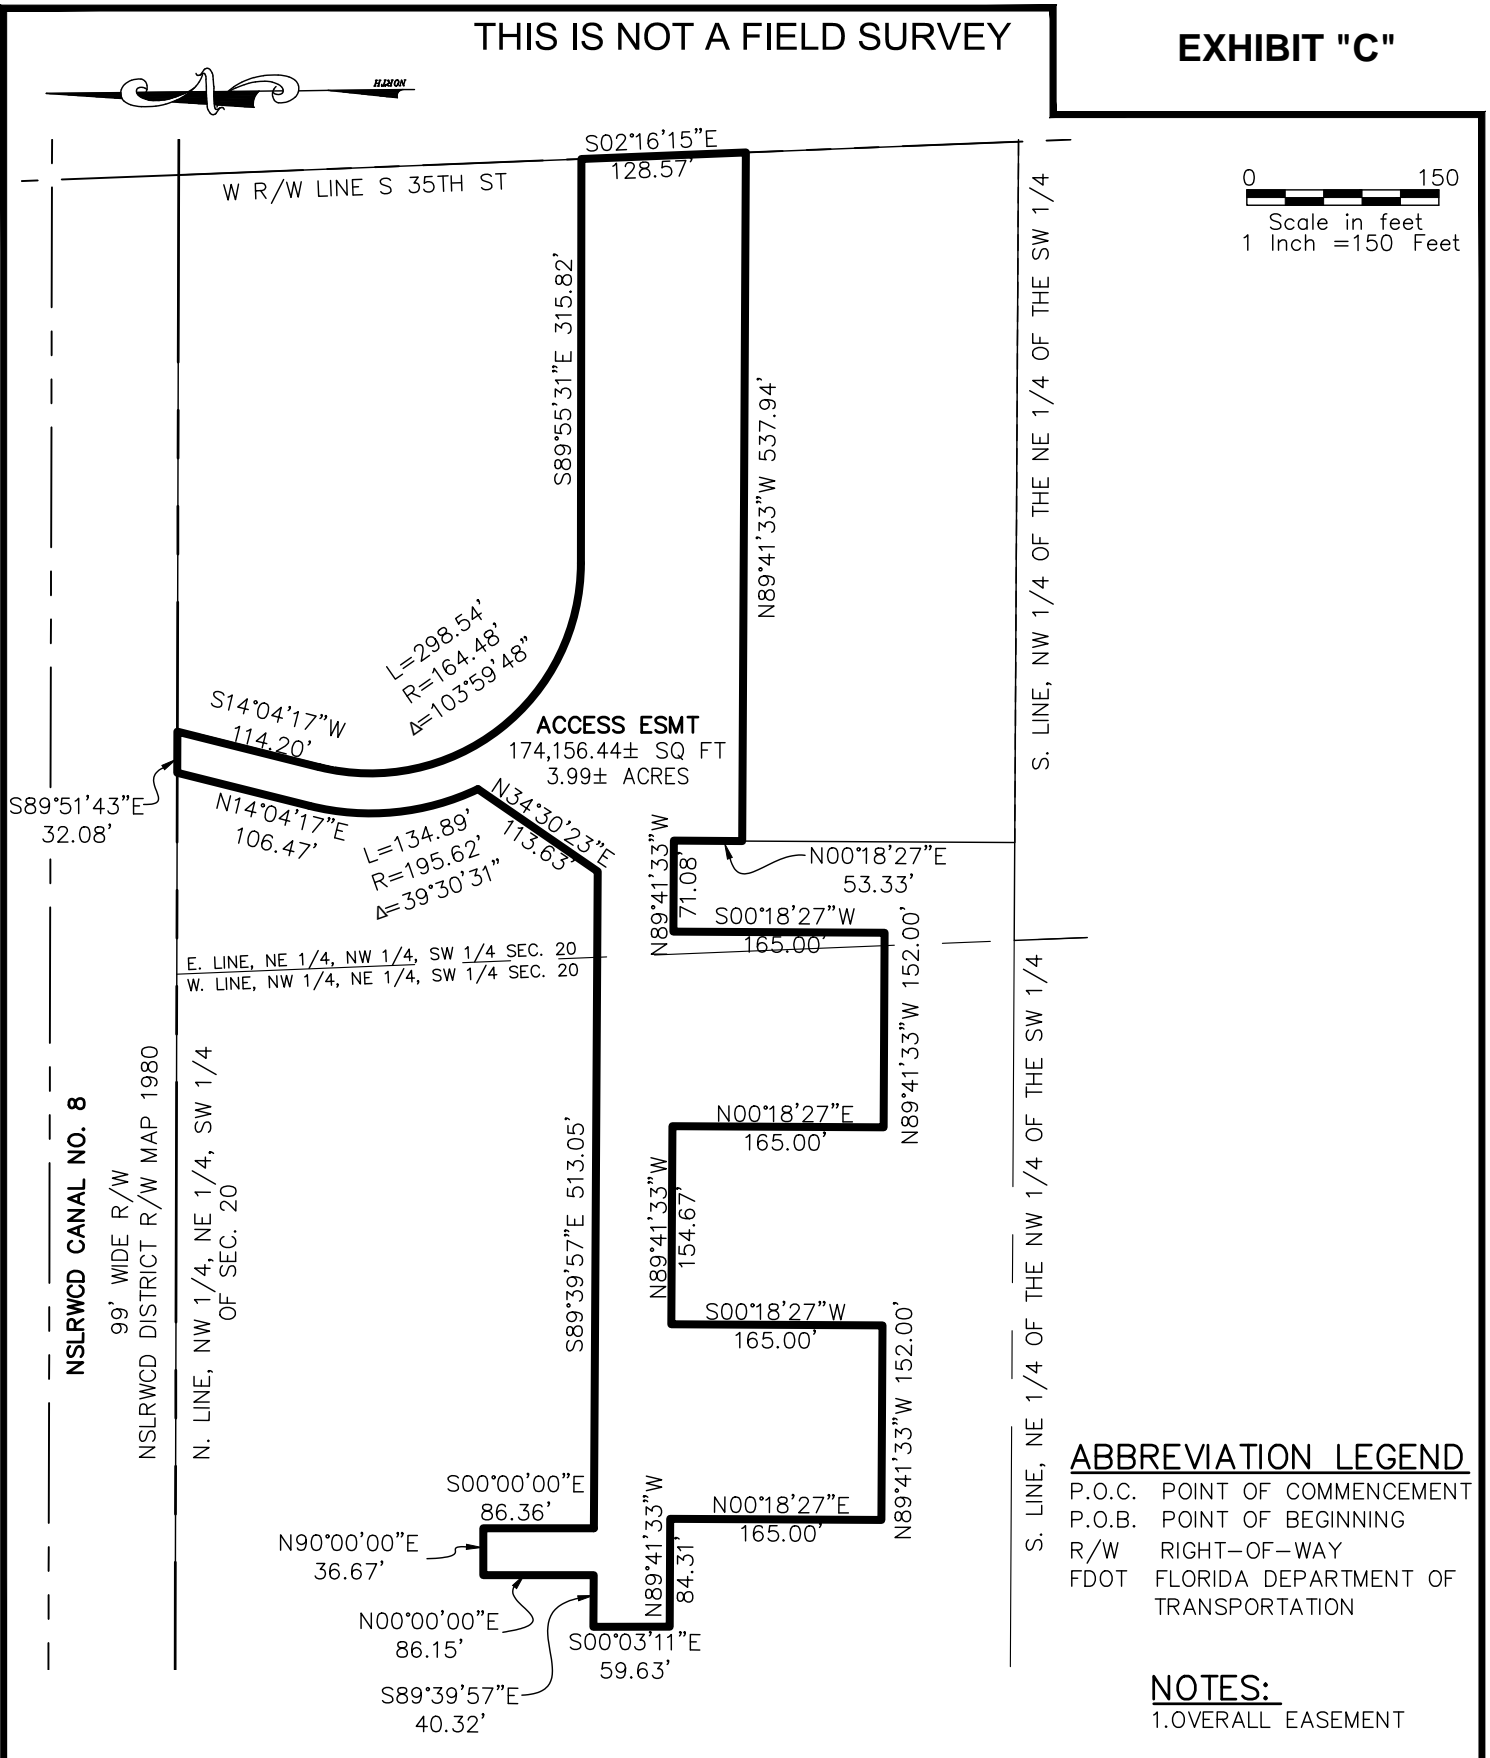 THIS IS NOT A FIELD SURVEY
EXHIBIT "C"
NORTH
S02°16'15"E
128.57'
W R/W LINE S 35TH ST
0 150
Scale in feet
1 Inch =150 Feet
S89°55'31"E 315.82'
N89°41'33"W 537.94'
S. LINE, NW 1/4 OF THE NE 1/4 OF THE SW 1/4
L=298.54'
R=164.48'
Δ=103°59'48"
S14°04'17"W
114.20'
ACCESS ESMT
174,156.44± SQ FT
3.99± ACRES
S89°51'43"E
32.08'
N14°04'17"E
106.47'
L=134.89'
R=195.62'
Δ=39°30'31"
N34°30'23"E
113.63'
N89°41'33"W
71.08'
N00°18'27"E
53.33'
S00°18'27"W
165.00'
N89°41'33"W 152.00'
E. LINE, NE 1/4, NW 1/4, SW 1/4 SEC. 20
W. LINE, NW 1/4, NE 1/4, SW 1/4 SEC. 20
NSLRWCD CANAL NO. 8
99' WIDE R/W
NSLRWCD DISTRICT R/W MAP 1980
N. LINE, NW 1/4, NE 1/4, SW 1/4
OF SEC. 20
S89°39'57"E 513.05'
N00°18'27"E
165.00'
N89°41'33"W
154.67'
S00°18'27"W
165.00'
N89°41'33"W 152.00'
S. LINE, NE 1/4 OF THE NW 1/4 OF THE SW 1/4
S00°00'00"E
86.36'
N90°00'00"E
36.67'
N00°00'00"E
86.15'
S89°39'57"E
40.32'
S00°03'11"E
59.63'
N89°41'33"W
84.31'
N00°18'27"E
165.00'
ABBREVIATION LEGEND
P.O.C. POINT OF COMMENCEMENT
P.O.B. POINT OF BEGINNING
R/W RIGHT-OF-WAY
FDOT FLORIDA DEPARTMENT OF
TRANSPORTATION
NOTES:
1.OVERALL EASEMENT